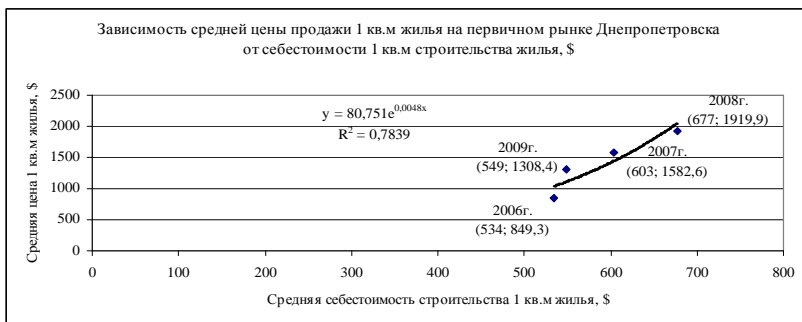 Зависимость средней цены продажи 1 кв.м жилья на первичном рынке Днепропетровска
от себестоимости 1 кв.м строительства жилья, $
Средняя цена 1 кв.м жилья, $
2500
2000
1500
1000
500
0
y = 80,751e^0,0048x
R² = 0,7839
2008г.
(677; 1919,9)
2009г.
(549; 1308,4)
2007г.
(603; 1582,6)
2006г.
(534; 849,3)
0 100 200 300 400 500 600 700 800
Средняя себестоимость строительства 1 кв.м жилья, $